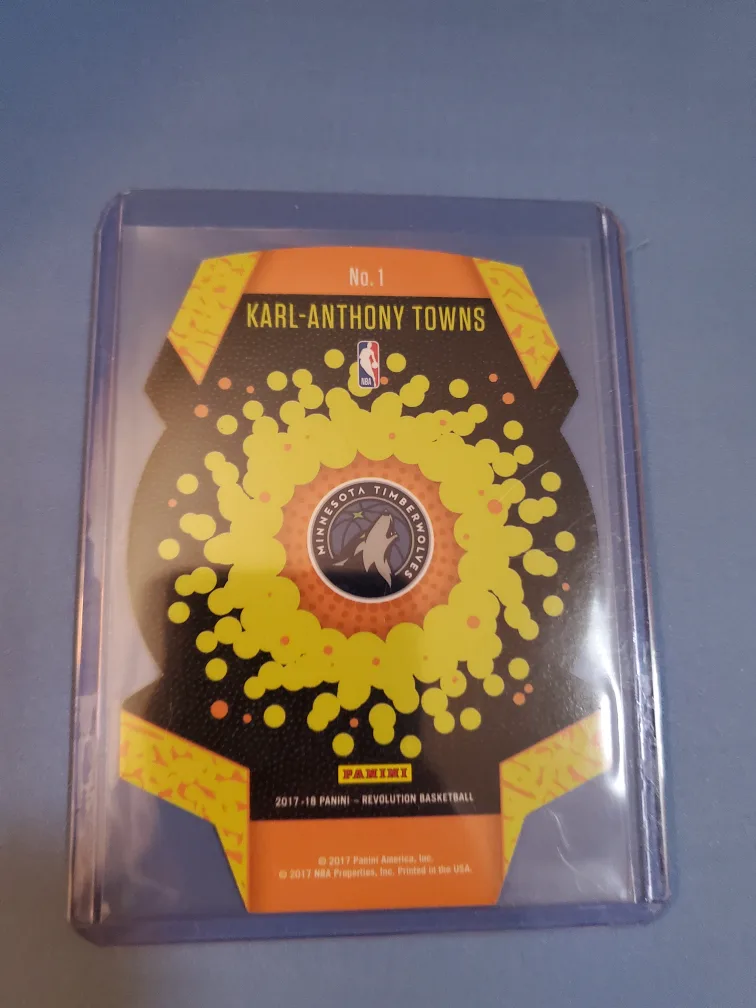 No. 1
KARL-ANTHONY TOWNS
NBA
MINNESOTA TIMBERWOLVES
PANINI
2017-18 PANINI – REVOLUTION BASKETBALL
© 2017 Panini America, Inc.
© 2017 NBA Properties, Inc. Printed in the USA.